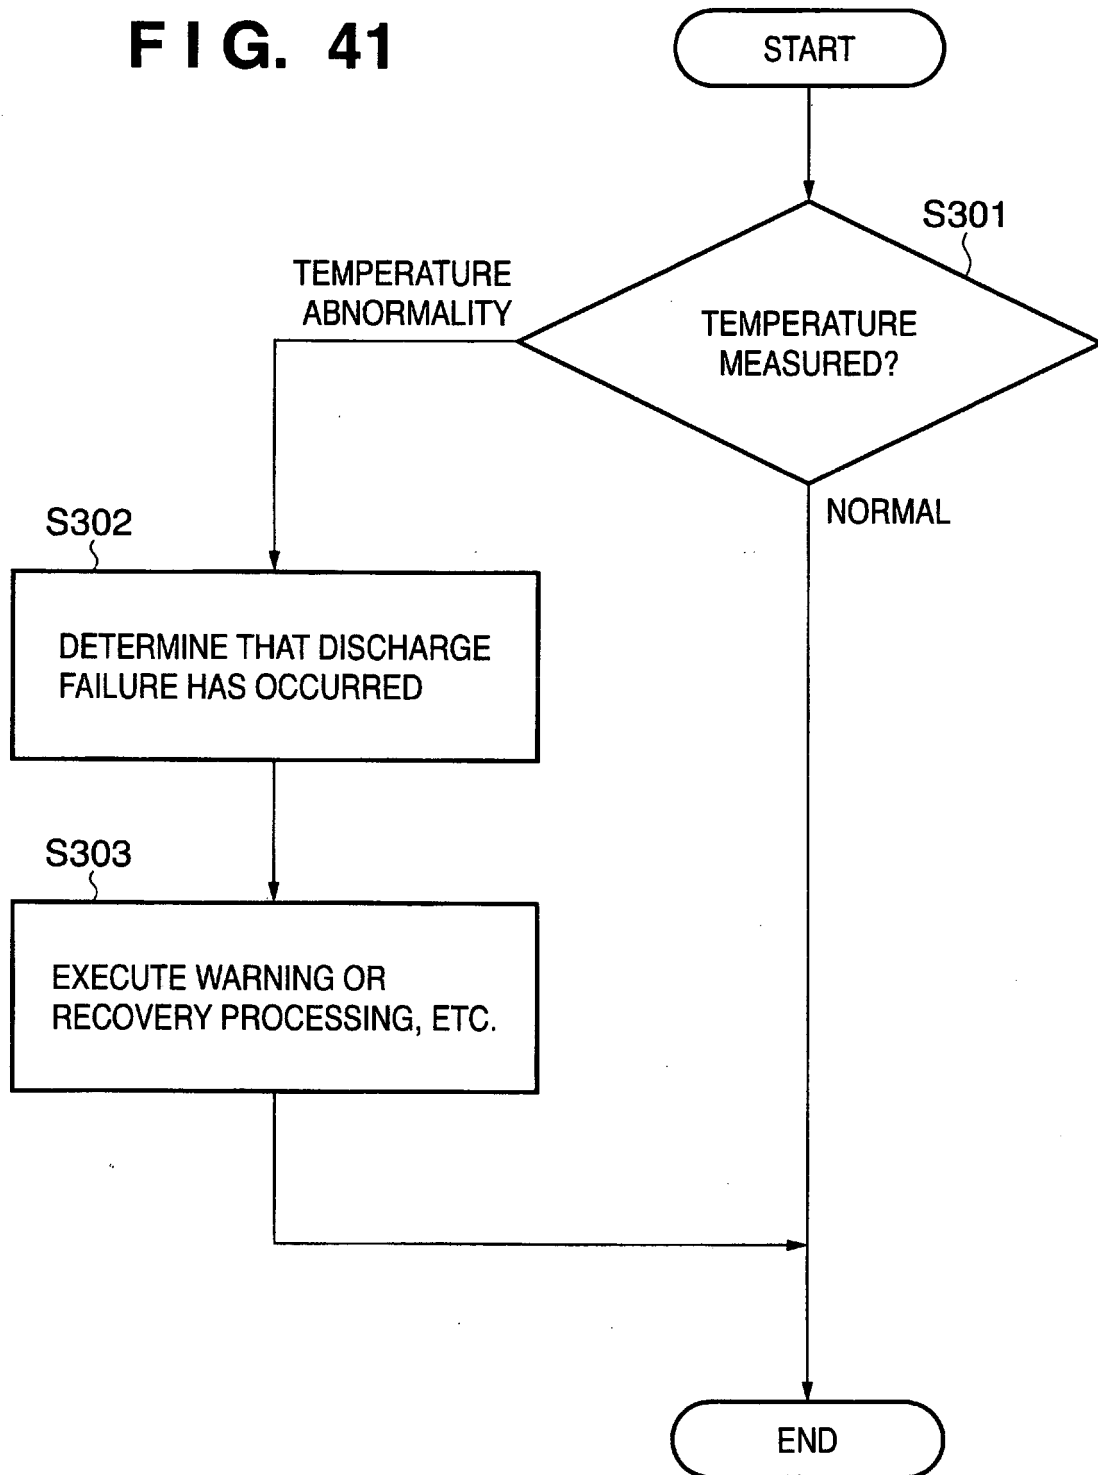 FIG. 41
START
S301
TEMPERATURE
ABNORMALITY
TEMPERATURE
MEASURED?
NORMAL
S302
DETERMINE THAT DISCHARGE
FAILURE HAS OCCURRED
S303
EXECUTE WARNING OR
RECOVERY PROCESSING, ETC.
END